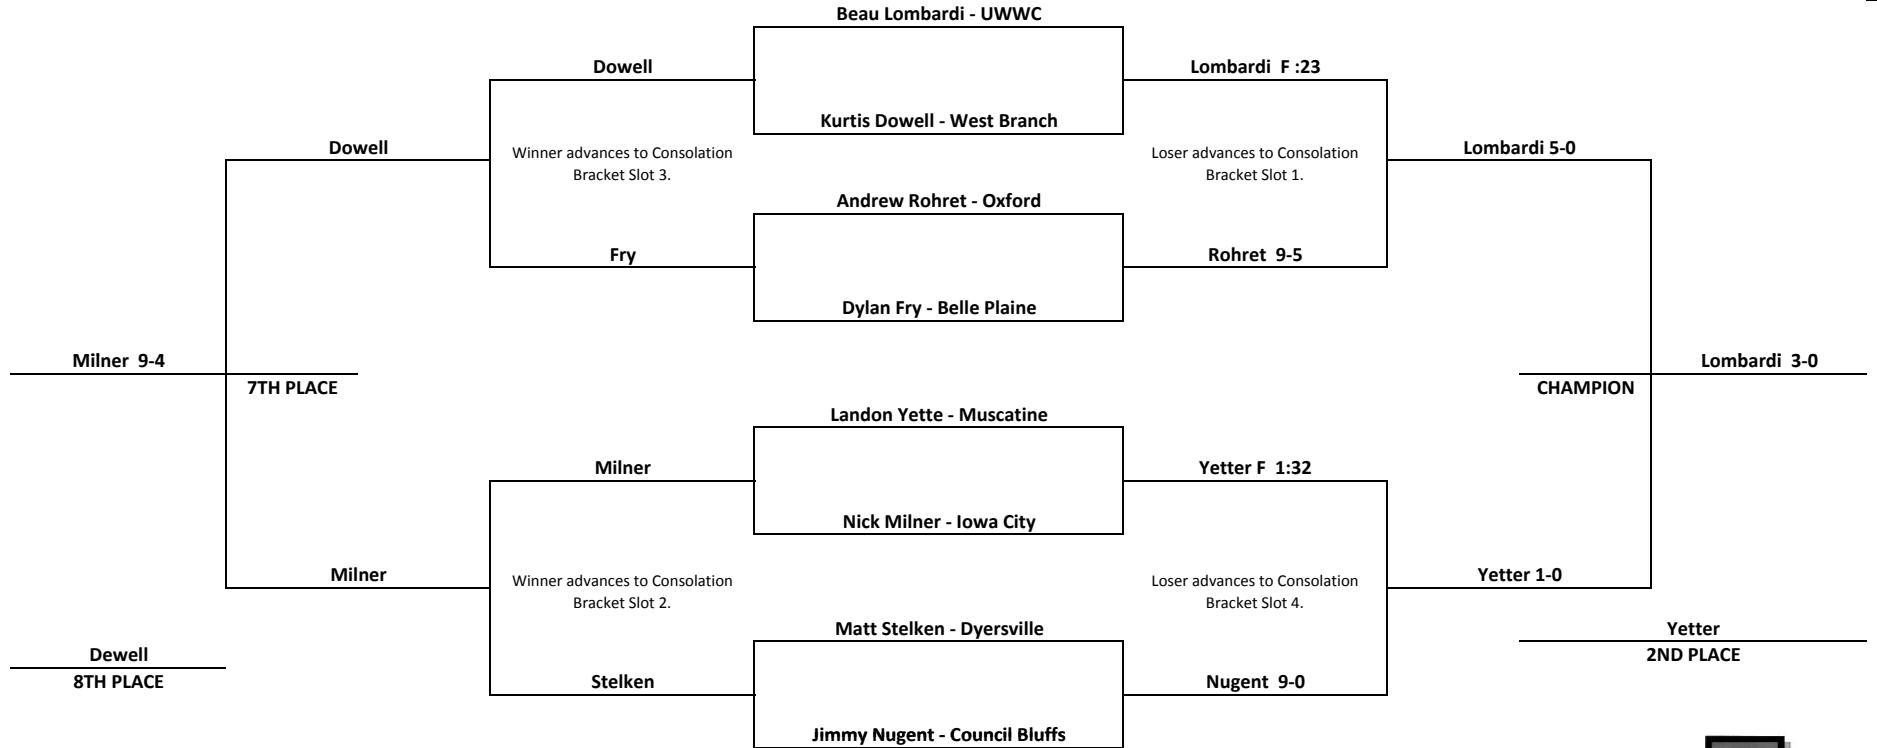 Beau Lombardi - UWWC
Dowell
Lombardi F :23
Kurtis Dowell - West Branch
Dowell
Winner advances to Consolation
Bracket Slot 3.
Loser advances to Consolation
Bracket Slot 1.
Lombardi 5-0
Andrew Rohret - Oxford
Fry
Rohret 9-5
Dylan Fry - Belle Plaine
Milner 9-4
7TH PLACE
Lombardi 3-0
CHAMPION
Landon Yette - Muscatine
Milner
Yetter F 1:32
Nick Milner - Iowa City
Milner
Winner advances to Consolation
Bracket Slot 2.
Loser advances to Consolation
Bracket Slot 4.
Yetter 1-0
Matt Stelken - Dyersville
Dewell
8TH PLACE
Yetter
2ND PLACE
Stelken
Nugent 9-0
Jimmy Nugent - Council Bluffs